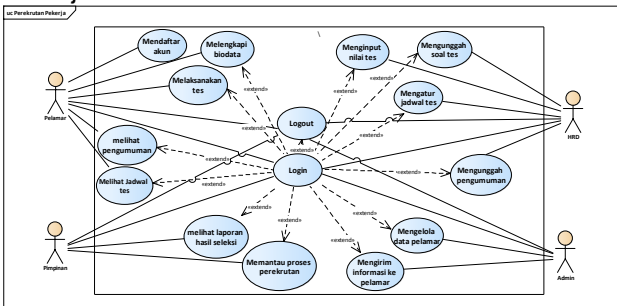 uc Perekrutan Pekerja
Mendaftar
akun
Melengkapi
biodata
Menginput
nilai tes
Mengunggah
soal tes
Melaksanakan
tes
Mengatur
jadwal tes
«extend»
«extend»
«extend»
«extend»
«extend»
«extend»
Pelamar
HRD
Logout
melihat
pengumuman
«extend»
«extend»
Login
Melihat Jadwal
tes
«extend»
«extend»
Mengunggah
pengumuman
«extend»
«extend»
«extend»
«extend»
melihat laporan
hasil seleksi
Mengelola
data pelamar
Pimpinan
Admin
Memantau proses
perekrutan
Mengirim
informasi ke
pelamar